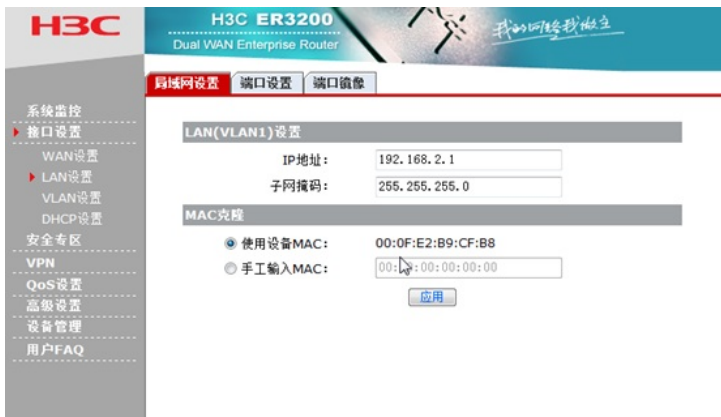 H3C
H3C ER3200
Dual WAN Enterprise Router
我的网络我做主
局域网设置 端口设置 端口镜像
系统监控
接口设置
WAN设置
LAN设置
VLAN设置
DHCP设置
安全专区
VPN
QoS设置
高级设置
设备管理
用户FAQ
LAN(VLAN1)设置
IP地址: 192.168.2.1
子网掩码: 255.255.255.0
MAC克隆
使用设备MAC: 00:0F:E2:B9:CF:B8
手工输入MAC: 00:00:00:00:00:00
应用